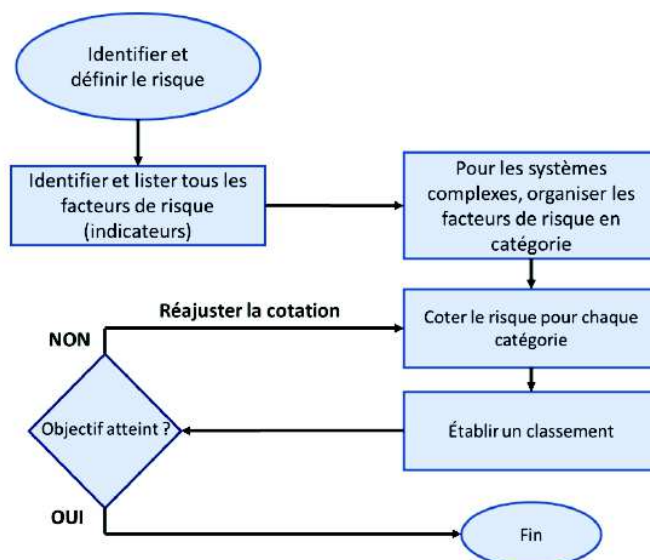 Identifier et
définir le risque
Identifier et lister tous les
facteurs de risque
(indicateurs)
Pour les systèmes
complexes, organiser les
facteurs de risque en
catégorie
Réajuster la cotation
NON
Coter le risque pour chaque
catégorie
Objectif atteint ?
Établir un classement
OUI
Fin